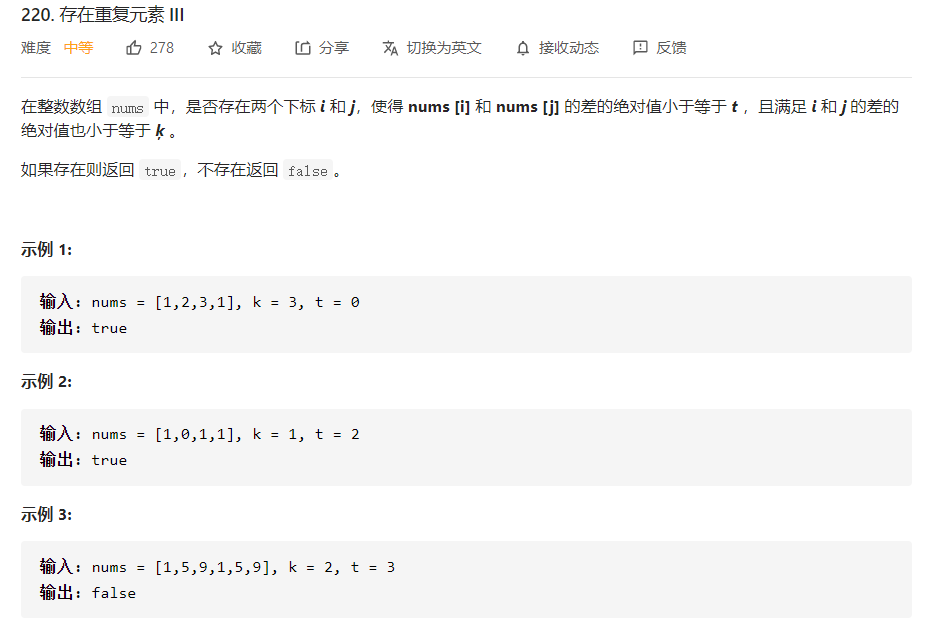 220. 存在重复元素 III
难度 中等 278 收藏 分享 切换为英文 接收动态 反馈
在整数数组 nums 中，是否存在两个下标 i 和 j，使得 nums [i] 和 nums [j] 的差的绝对值小于等于 t ，且满足 i 和 j 的差的
绝对值也小于等于 ķ 。
如果存在则返回 true，不存在返回 false。
示例 1:
输入: nums = [1,2,3,1], k = 3, t = 0
输出: true
示例 2:
输入: nums = [1,0,1,1], k = 1, t = 2
输出: true
示例 3:
输入: nums = [1,5,9,1,5,9], k = 2, t = 3
输出: false